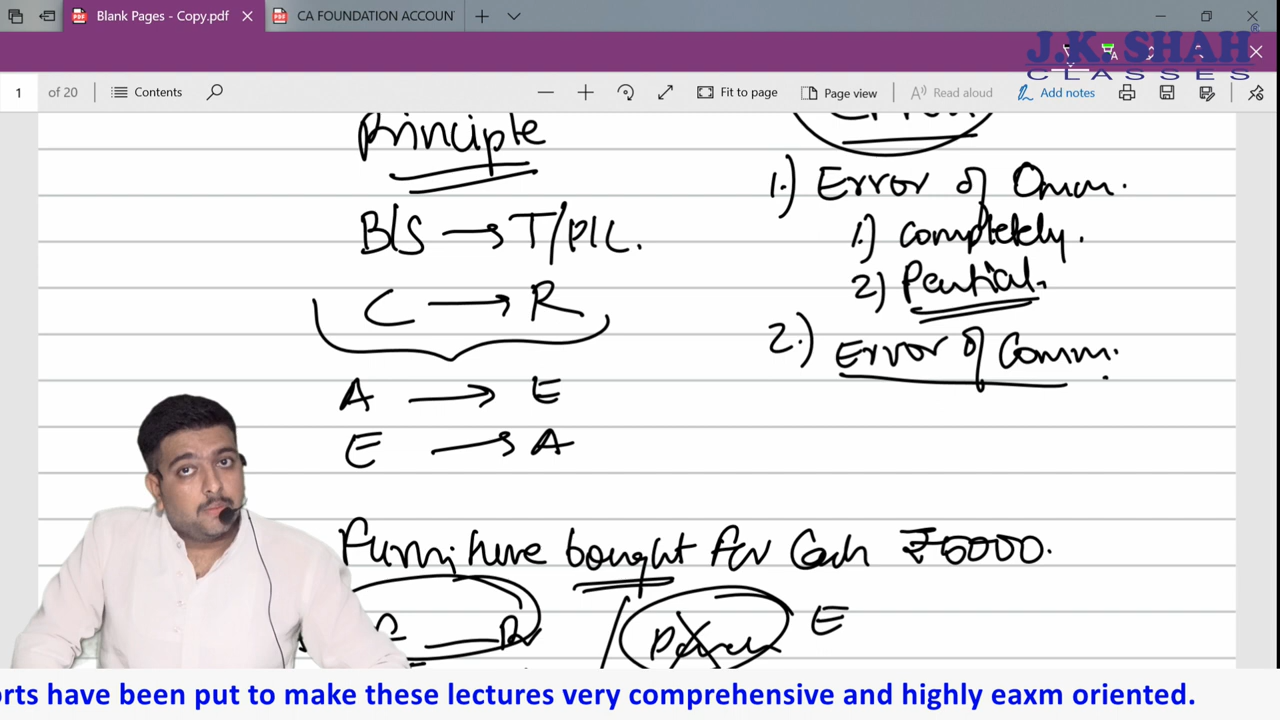 Blank Pages - Copy.pdf
CA FOUNDATION ACCOUNT
J.K. SHAH®
CLASSES
1 of 20
Contents
Fit to page
Page view
Read aloud
Add notes
Principle
B/S → T/P/L.
C → R
A → E
E → A
1.) Error of Omm.
1.) Completely.
2) Partial.
2.) Error of Comm.
Furniture bought for Cash ₹5000.
E
orts have been put to make these lectures very comprehensive and highly eaxm oriented.